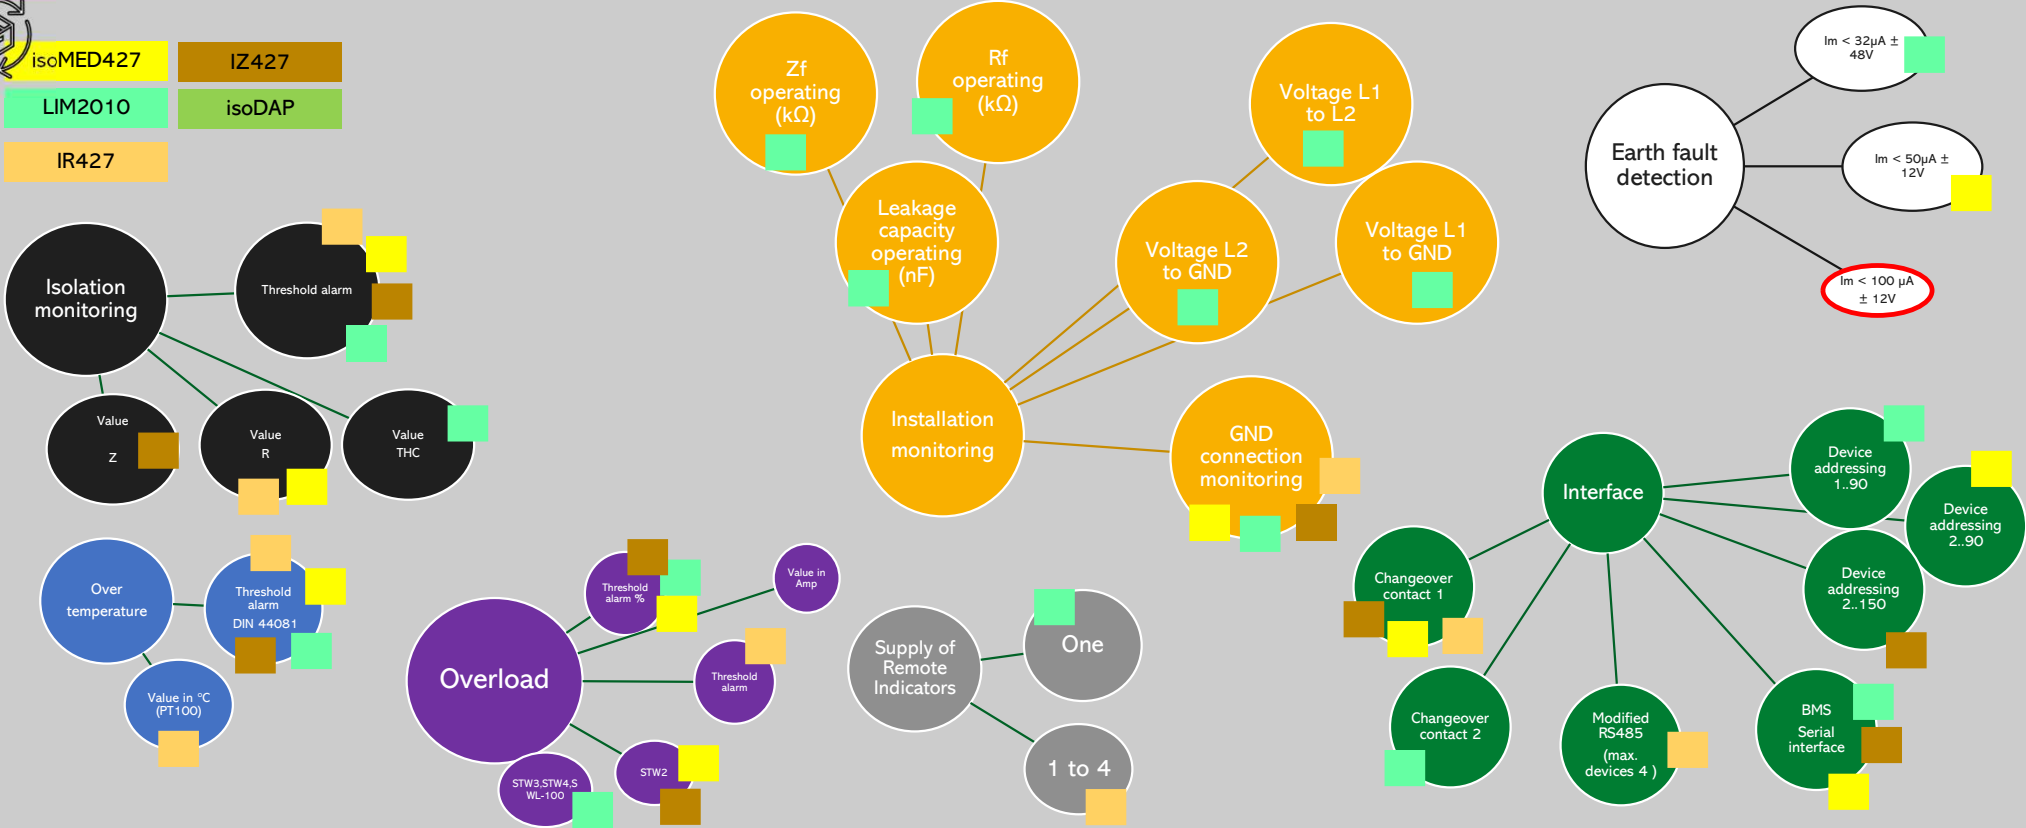 isoMED427
IZ427
LIM2010
isoDAP
IR427
Isolation
monitoring
Threshold alarm
Value
Z
Value
R
Value
THC
Over
temperature
Threshold
alarm
DIN 44081
Value in °C
(PT100)
Zf
operating
(kΩ)
Rf
operating
(kΩ)
Leakage
capacity
operating
(nF)
Voltage L1
to L2
Voltage L2
to GND
Voltage L1
to GND
Installation
monitoring
GND
connection
monitoring
Overload
Threshold
alarm %
Value in
Amp
Threshold
alarm
STW2
STW3,STW4,S
WL-100
Supply of
Remote
Indicators
One
1 to 4
Earth fault
detection
Im < 32µA ±
48V
Im < 50µA ±
12V
Im < 100 µA
± 12V
Interface
Device
addressing
1..90
Device
addressing
2..90
Device
addressing
2..150
Changeover
contact 1
Changeover
contact 2
Modified
RS485
(max.
devices 4 )
BMS
Serial
interface